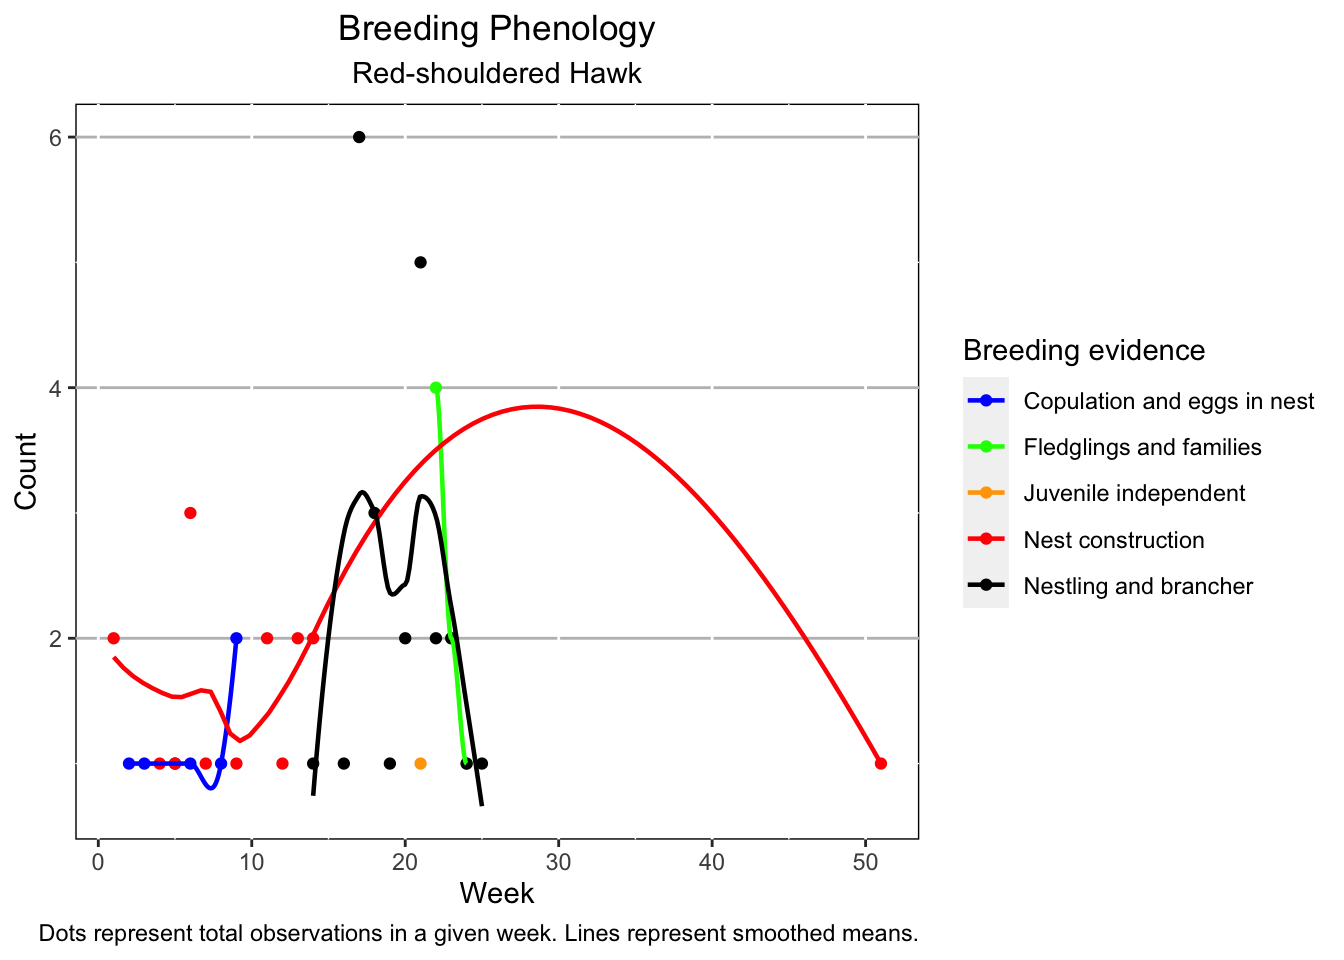 Breeding Phenology
Red-shouldered Hawk
6
4
2
Count
0 10 20 30 40 50
Week
Breeding evidence
Copulation and eggs in nest
Fledglings and families
Juvenile independent
Nest construction
Nestling and brancher
Dots represent total observations in a given week. Lines represent smoothed means.